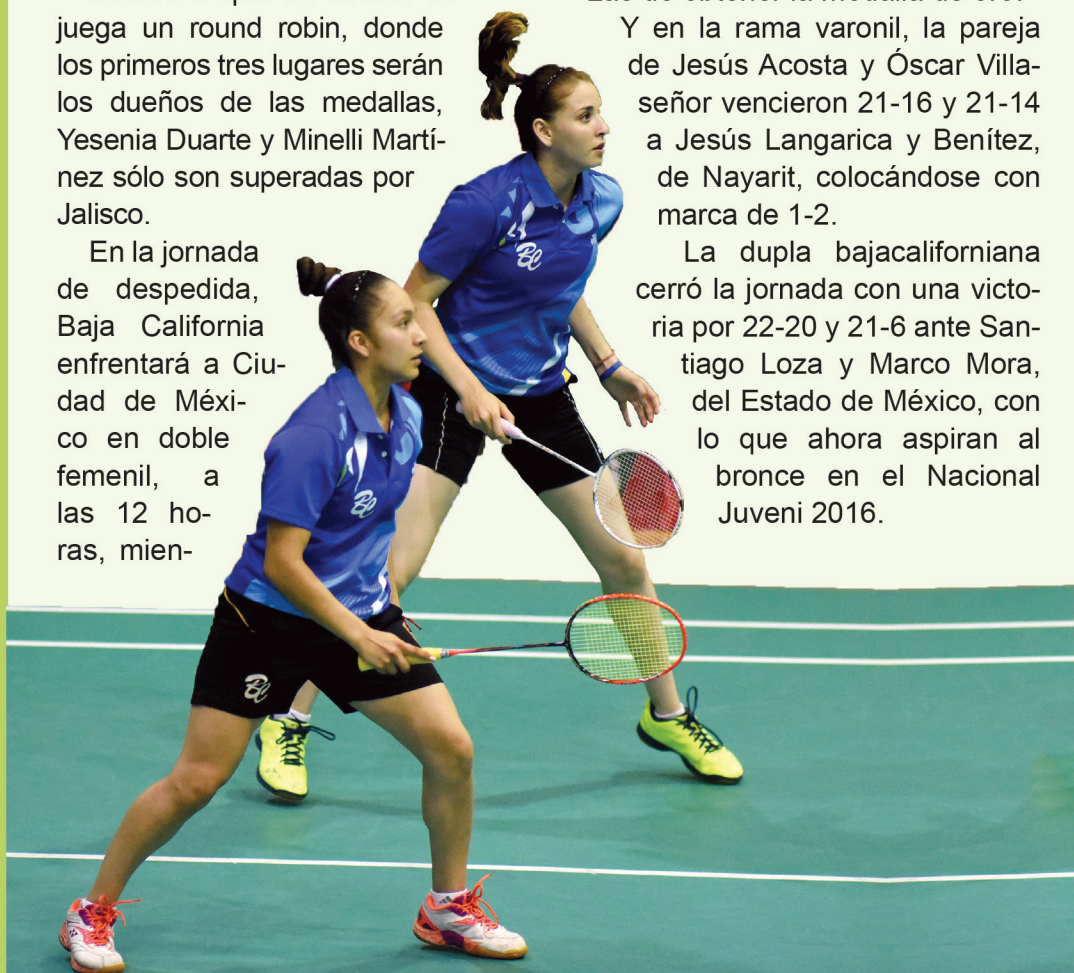 juega un round robin, donde
los primeros tres lugares serán
los dueños de las medallas,
Yesenia Duarte y Minelli Martí-
nez sólo son superadas por
Jalisco.
En la jornada
de despedida,
Baja California
enfrentará a Ciu-
dad de Méxi-
co en doble
femenil, a
las 12 ho-
ras, mien-
Y en la rama varonil, la pareja
de Jesús Acosta y Óscar Villa-
señor vencieron 21-16 y 21-14
a Jesús Langarica y Benítez,
de Nayarit, colocándose con
marca de 1-2.
La dupla bajacaliforniana
cerró la jornada con una victo-
ria por 22-20 y 21-6 ante San-
tiago Loza y Marco Mora,
del Estado de México, con
lo que ahora aspiran al
bronce en el Nacional
Juveni 2016.
BC
BC
BC